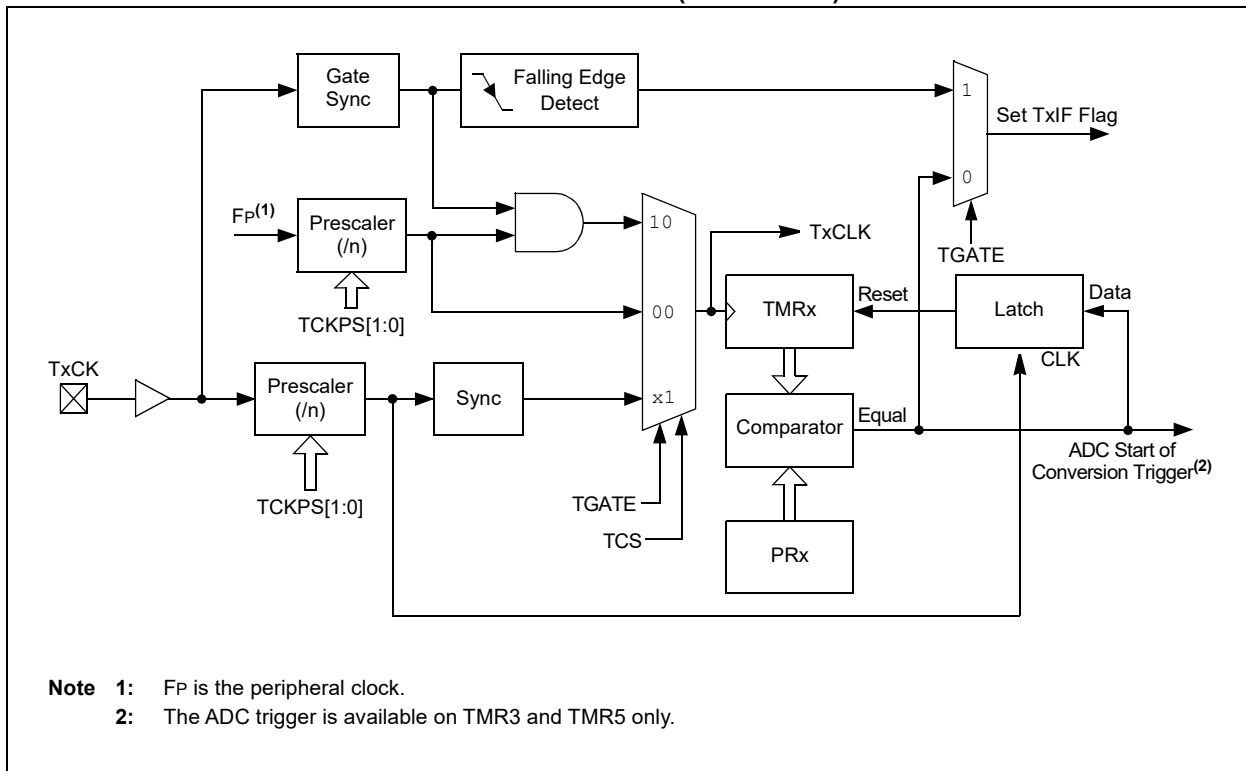 Gate
Sync
Falling Edge
Detect
1
Set TxIF Flag
0
TGATE
FP(1)
Prescaler
(/n)
TCKPS[1:0]
10
00
x1
TxCLK
TMRx
Reset
Latch
Data
CLK
TxCK
Prescaler
(/n)
Sync
TCKPS[1:0]
TGATE
TCS
Comparator
Equal
ADC Start of
Conversion Trigger(2)
PRx
Note 1: FP is the peripheral clock.
2: The ADC trigger is available on TMR3 and TMR5 only.